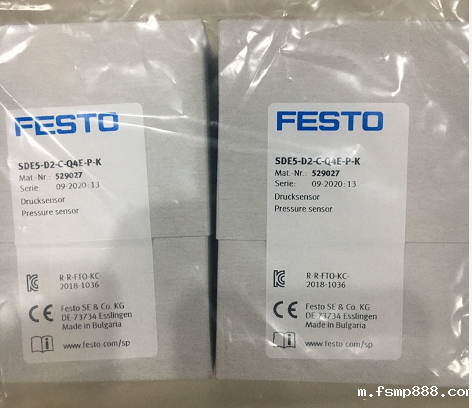 FESTO
SDE5-D2-C-Q4E-P-K
Mat.-Nr.: 529027
Serie: 09-2020:13
Drucksensor
Pressure sensor
R-R-FTO-KC-
2018-1036
CE Festo SE & Co. KG
DE-73734 Esslingen
Made in Bulgaria
www.festo.com/sp
FESTO
SDE5-D2-C-Q4E-P-K
Mat.-Nr.: 529027
Serie: 09-2020:13
Drucksensor
Pressure sensor
R-R-FTO-KC-
2018-1036
CE Festo SE & Co. KG
DE-73734 Esslingen
Made in Bulgaria
www.festo.com/sp
m.fsmp888.com